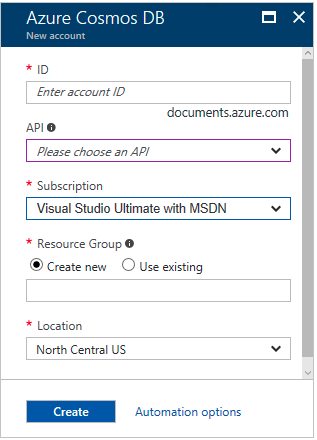 Azure Cosmos DB
New account
* ID
Enter account ID
documents.azure.com
API
Please choose an API
* Subscription
Visual Studio Ultimate with MSDN
* Resource Group
Create new Use existing
* Location
North Central US
Create Automation options